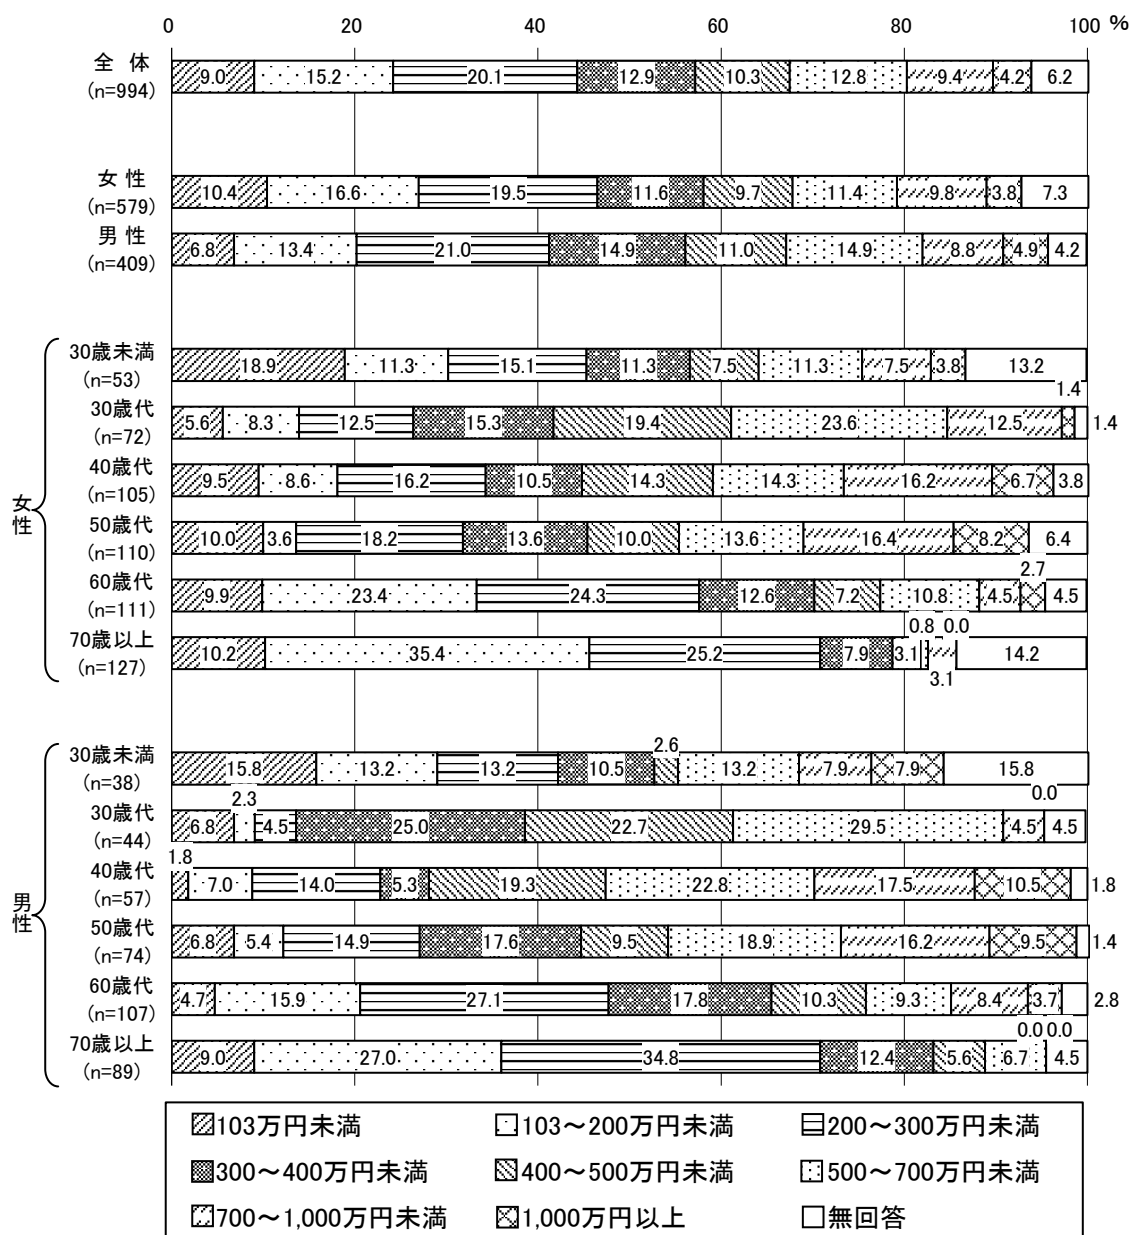 0 20 40 60 80 100 %
全 体
(n=994)
9.0 15.2 20.1 12.9 10.3 12.8 9.4 4.2 6.2
女 性
(n=579)
10.4 16.6 19.5 11.6 9.7 11.4 9.8 3.8 7.3
男 性
(n=409)
6.8 13.4 21.0 14.9 11.0 14.9 8.8 4.9 4.2
女性
30歳未満
(n=53)
18.9 11.3 15.1 11.3 7.5 11.3 7.5 3.8 13.2
30歳代
(n=72)
5.6 8.3 12.5 15.3 19.4 23.6 12.5 1.4 1.4
40歳代
(n=105)
9.5 8.6 16.2 10.5 14.3 14.3 16.2 6.7 3.8
50歳代
(n=110)
10.0 3.6 18.2 13.6 10.0 13.6 16.4 8.2 6.4
60歳代
(n=111)
9.9 23.4 24.3 12.6 7.2 10.8 4.5 2.7 4.5
70歳以上
(n=127)
10.2 35.4 25.2 7.9 3.1 0.8 3.1 0.0 14.2
男性
30歳未満
(n=38)
15.8 13.2 13.2 10.5 2.6 13.2 7.9 7.9 15.8
30歳代
(n=44)
6.8 2.3 4.5 25.0 22.7 29.5 4.5 0.0 4.5
40歳代
(n=57)
1.8 7.0 14.0 5.3 19.3 22.8 17.5 10.5 1.8
50歳代
(n=74)
6.8 5.4 14.9 17.6 9.5 18.9 16.2 9.5 1.4
60歳代
(n=107)
4.7 15.9 27.1 17.8 10.3 9.3 8.4 3.7 2.8
70歳以上
(n=89)
9.0 27.0 34.8 12.4 5.6 6.7 0.0 0.0 4.5
103万円未満 103～200万円未満 200～300万円未満
300～400万円未満 400～500万円未満 500～700万円未満
700～1,000万円未満 1,000万円以上 無回答